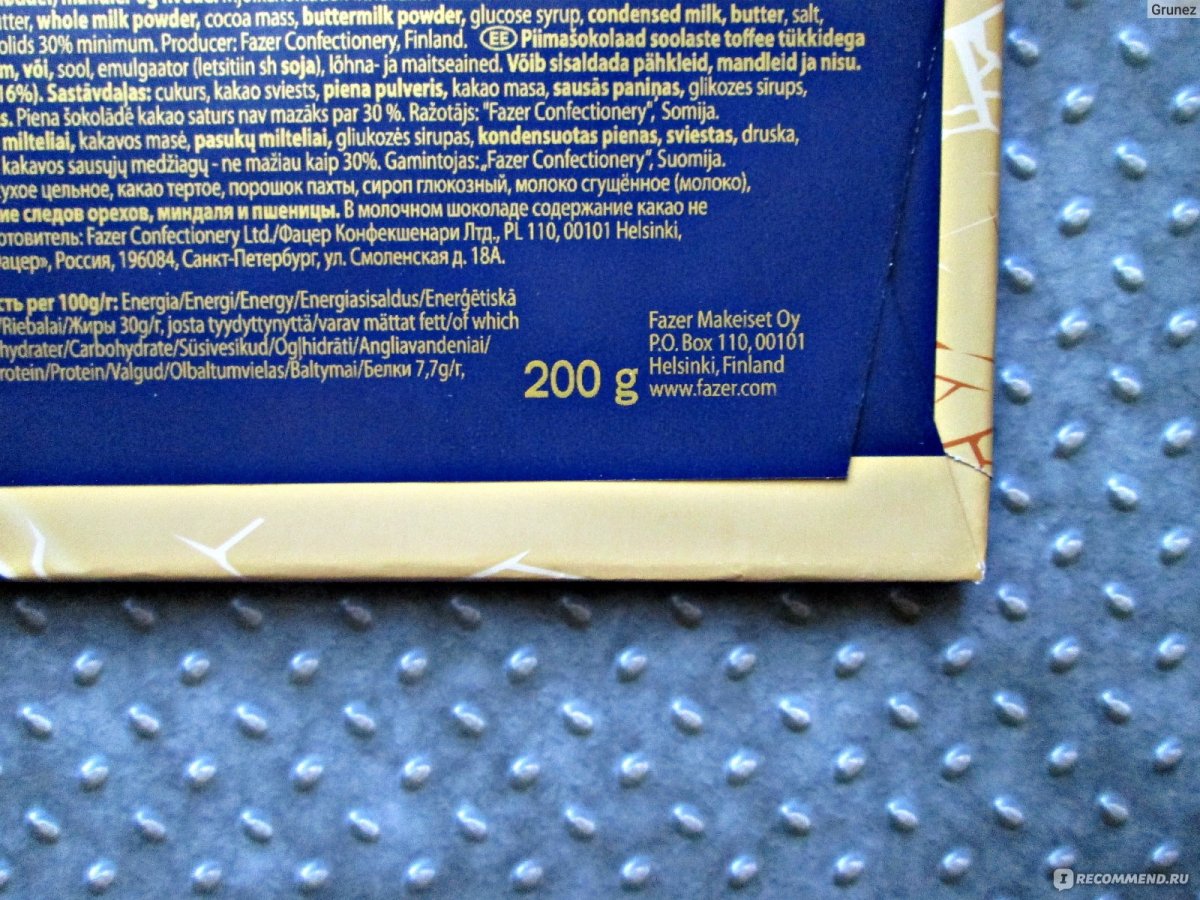 Grunez
whole milk powder, cocoa mass, buttermilk powder, glucose syrup, condensed milk, butter, salt,
olids 30% minimum. Producer: Fazer Confectionery, Finland. EE Piimašokolaad soolaste toffee tükkidega
m, või, sool, emulgaator (letsitiin sh soja), lõhna- ja maitseained. Võib sisaldada pähkleid, mandleid ja nisu.
16%). Sastāvdaļas: cukurs, kakao sviests, piena pulveris, kakao masa, sausās paniņas, glikozes sīrups,
s. Piena šokolādē kakao saturs nav mazāks par 30 %. Ražotājs: "Fazer Confectionery", Somija.
milteliai, kakavos masė, pasukų milteliai, gliukozės sirupas, kondensuotas pienas, sviestas, druska,
kakavos sausųjų medžiagų - ne mažiau kaip 30%. Gamintojas: „Fazer Confectionery", Suomija.
ухое цельное, какао тертое, порошок пахты, сироп глюкозный, молоко сгущённое (молоко),
ие следов орехов, миндаля и пшеницы. В молочном шоколаде содержание какао не
готовитель: Fazer Confectionery Ltd./Фацер Конфекшенари Лтд., PL 110, 00101 Helsinki,
ацер», Россия, 196084, Санкт-Петербург, ул. Смоленская д. 18А.
сть per 100g/г: Energia/Energi/Energy/Energiasisaldus/Enerģētiskā
/Riebalai/Жиры 30g/г, josta tyydyttynyttä/varav mättat fett/of which
hydrater/Carbohydrate/Süsivesikud/Ogļhidrāti/Angliavandeniai/
rotein/Protein/Valgud/Olbaltumvielas/Baltymai/Белки 7,7g/г,
200 g
Fazer Makeiset Oy
P.O. Box 110, 00101
Helsinki, Finland
www.fazer.com
IRECOMMEND.RU